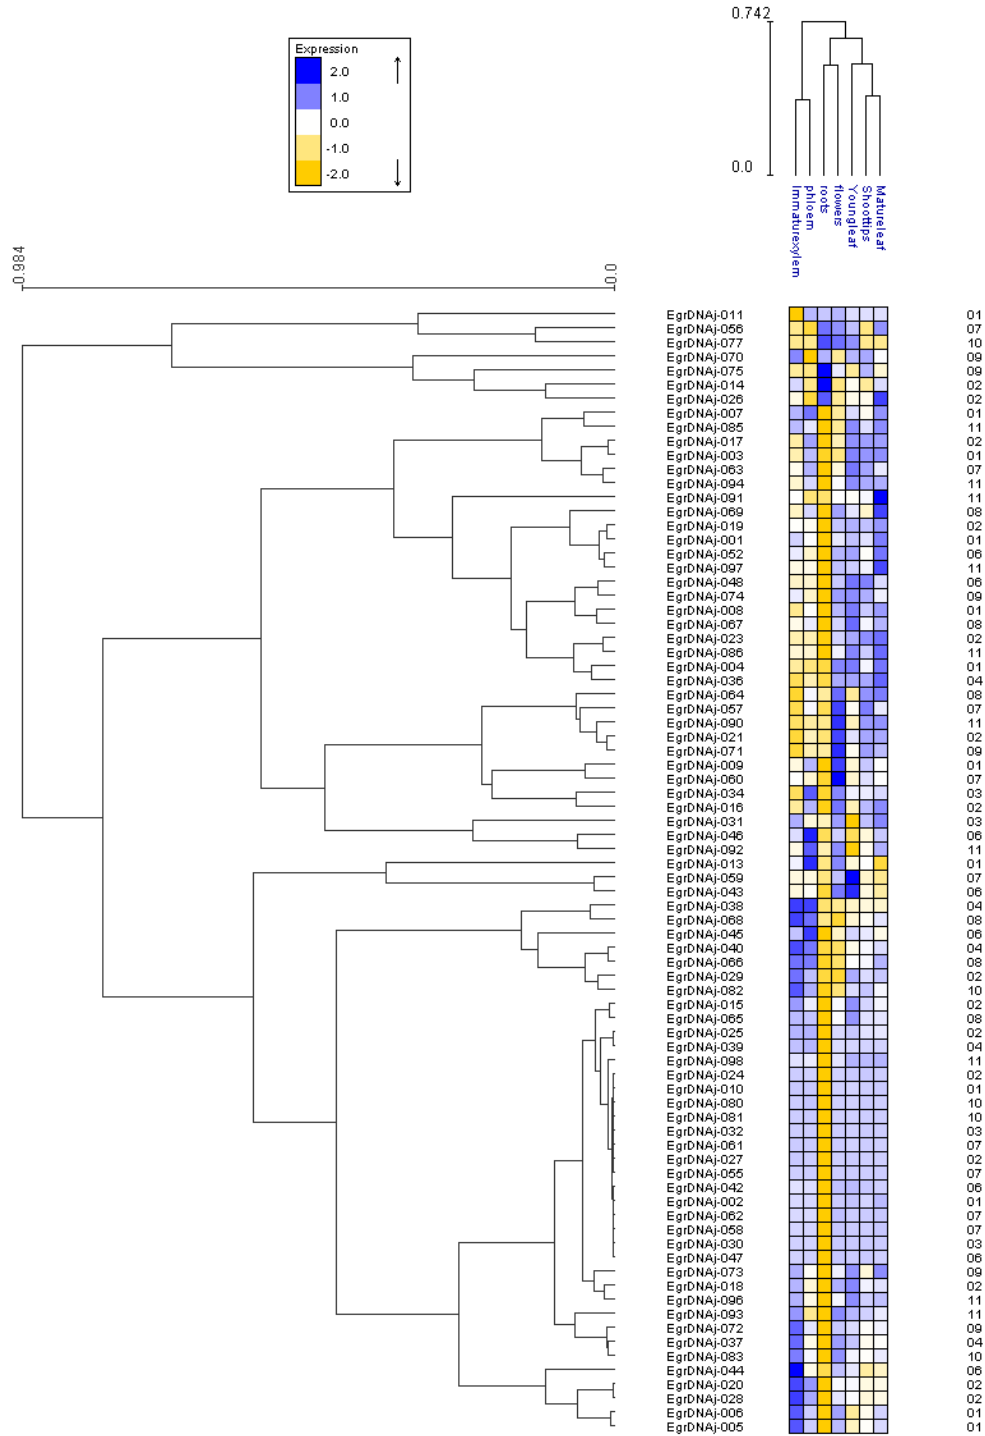 0.742
Expression
2.0
1.0
0.0
-1.0
-2.0
0.0
Immaturexylem
phloem
roots
flowers
Youngleaf
Shoottips
Matureleaf
0.984
0.0
EgrDNAj-011 01
EgrDNAj-056 07
EgrDNAj-077 10
EgrDNAj-070 09
EgrDNAj-075 09
EgrDNAj-014 02
EgrDNAj-026 02
EgrDNAj-007 01
EgrDNAj-085 11
EgrDNAj-017 02
EgrDNAj-003 01
EgrDNAj-063 07
EgrDNAj-094 11
EgrDNAj-091 11
EgrDNAj-069 08
EgrDNAj-019 02
EgrDNAj-001 01
EgrDNAj-052 06
EgrDNAj-097 11
EgrDNAj-048 06
EgrDNAj-074 09
EgrDNAj-008 01
EgrDNAj-067 08
EgrDNAj-023 02
EgrDNAj-086 11
EgrDNAj-004 01
EgrDNAj-036 04
EgrDNAj-064 08
EgrDNAj-057 07
EgrDNAj-090 11
EgrDNAj-021 02
EgrDNAj-071 09
EgrDNAj-009 01
EgrDNAj-060 07
EgrDNAj-034 03
EgrDNAj-016 02
EgrDNAj-031 03
EgrDNAj-046 06
EgrDNAj-092 11
EgrDNAj-013 01
EgrDNAj-059 07
EgrDNAj-043 06
EgrDNAj-038 04
EgrDNAj-068 08
EgrDNAj-045 06
EgrDNAj-040 04
EgrDNAj-066 08
EgrDNAj-029 02
EgrDNAj-082 10
EgrDNAj-015 02
EgrDNAj-065 08
EgrDNAj-025 02
EgrDNAj-039 04
EgrDNAj-098 11
EgrDNAj-024 02
EgrDNAj-010 01
EgrDNAj-080 10
EgrDNAj-081 10
EgrDNAj-032 03
EgrDNAj-061 07
EgrDNAj-027 02
EgrDNAj-055 07
EgrDNAj-042 06
EgrDNAj-002 01
EgrDNAj-062 07
EgrDNAj-058 07
EgrDNAj-030 03
EgrDNAj-047 06
EgrDNAj-073 09
EgrDNAj-018 02
EgrDNAj-096 11
EgrDNAj-093 11
EgrDNAj-072 09
EgrDNAj-037 04
EgrDNAj-083 10
EgrDNAj-044 06
EgrDNAj-020 02
EgrDNAj-028 02
EgrDNAj-006 01
EgrDNAj-005 01